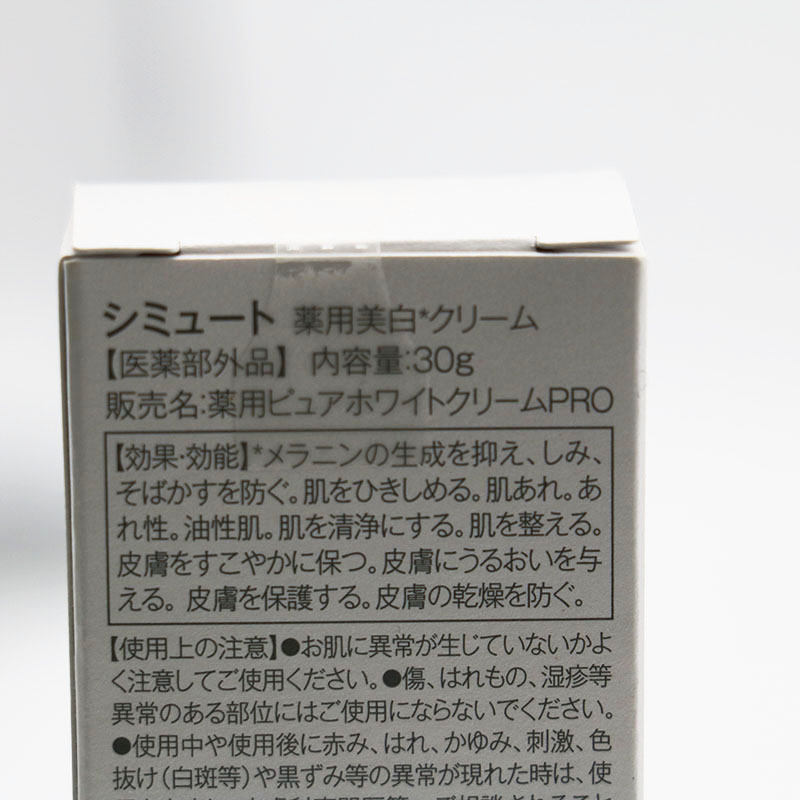 シミュート 薬用美白*クリーム
【医薬部外品】 内容量:30g
販売名:薬用ピュアホワイトクリームPRO
【効果・効能】*メラニンの生成を抑え、しみ、
そばかすを防ぐ。肌をひきしめる。肌あれ。あ
れ性。油性肌。肌を清浄にする。肌を整える。
皮膚をすこやかに保つ。皮膚にうるおいを与
える。 皮膚を保護する。皮膚の乾燥を防ぐ。
【使用上の注意】●お肌に異常が生じていないかよ
く注意してご使用ください。●傷、はれもの、湿疹等
異常のある部位にはご使用にならないでください。
●使用中や使用後に赤み、はれ、かゆみ、刺激、色
抜け(白斑等)や黒ずみ等の異常が現れた時は、使